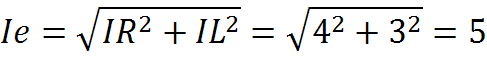 Ie = √(IR² + IL²) = √(4² + 3²) = 5